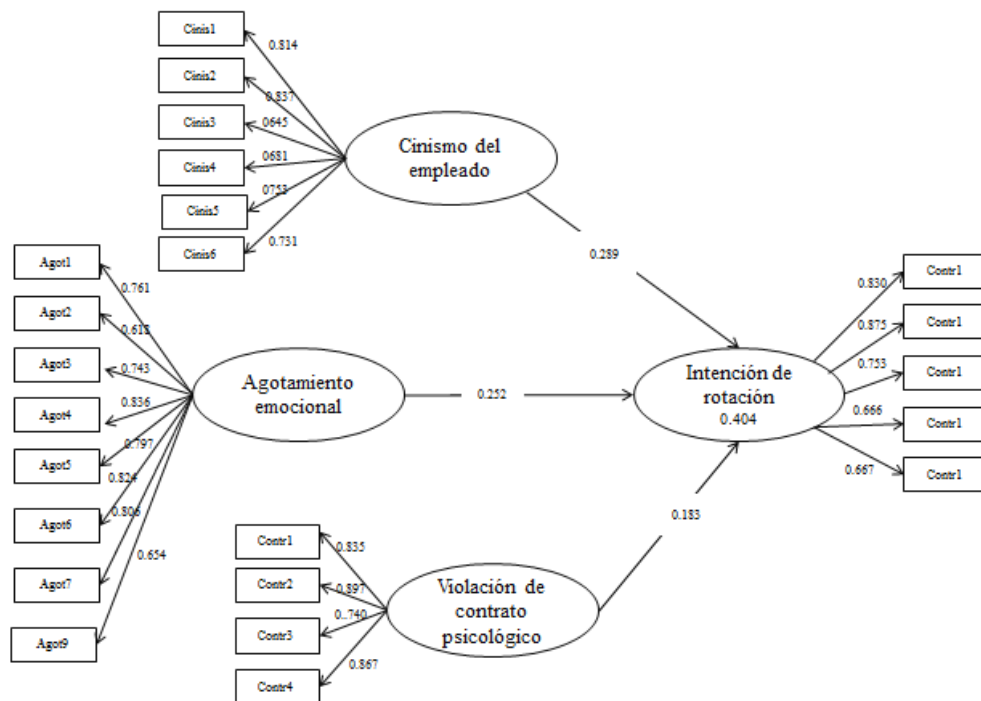 Cinis1
0.814
Cinis2
0.837
Cinis3
0645
Cinis4
0681
Cinis5
0753
Cinis6
0.731
Cinismo del
empleado
0.289
Agot1
0.761
Agot2
0.618
Agot3
0.743
Agot4
0.836
Agot5
0.797
0.824
Agot6
0.806
Agot7
0.654
Agot9
Agotamiento
emocional
0.252
Intención de
rotación
0.404
0.830
Contr1
0.875
Contr1
0.753
Contr1
0.666
Contr1
0.667
Contr1
0.183
Contr1
0.835
Contr2
0.897
Contr3
0..740
Contr4
0.867
Violación de
contrato
psicológico